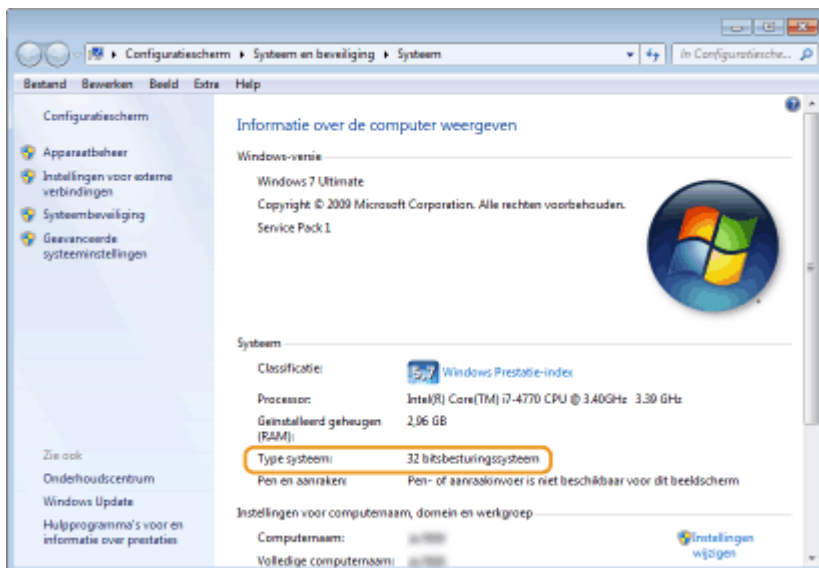 Configuratiescherm ▸ Systeem en beveiliging ▸ Systeem
In Configuratiesche...
Bestand Bewerken Beeld Extra Help
Configuratiescherm
Apparaatbeheer
Instellingen voor externe
verbindingen
Systeembeveiliging
Geavanceerde
systeeminstellingen
Zie ook
Onderhoudscentrum
Windows Update
Hulpprogramma's voor en
informatie over prestaties
Informatie over de computer weergeven
Windows-versie
Windows 7 Ultimate
Copyright © 2009 Microsoft Corporation. Alle rechten voorbehouden.
Service Pack 1
Systeem
Classificatie: 5,7 Windows Prestatie-index
Processor: Intel(R) Core(TM) i7-4770 CPU @ 3.40GHz 3.39 GHz
Geïnstalleerd geheugen 2,96 GB
(RAM):
Type systeem: 32 bitsbesturingssysteem
Pen en aanraken: Pen- of aanraakinvoer is niet beschikbaar voor dit beeldscherm
Instellingen voor computernaam, domein en werkgroep
Computernaam:
Instellingen
wijzigen
Volledige computernaam: